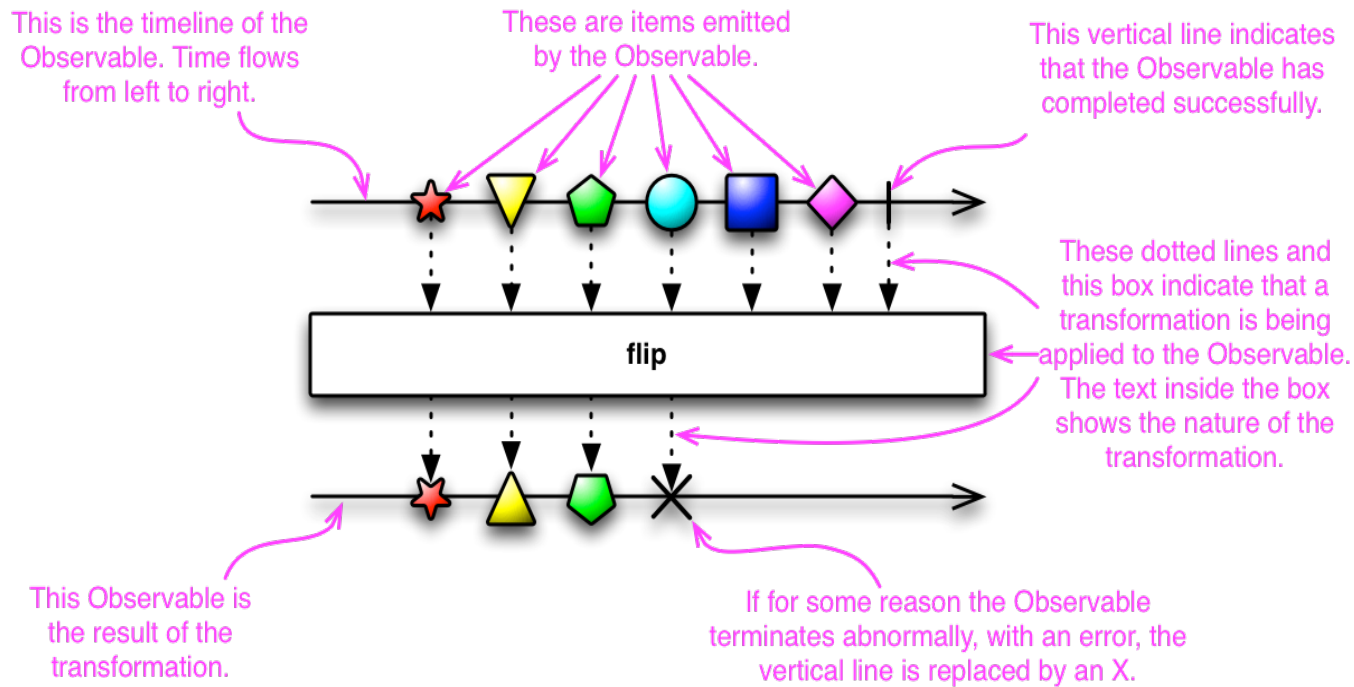 This is the timeline of the
Observable. Time flows
from left to right.
These are items emitted
by the Observable.
This vertical line indicates
that the Observable has
completed successfully.
These dotted lines and
this box indicate that a
transformation is being
applied to the Observable.
The text inside the box
shows the nature of the
transformation.
flip
This Observable is
the result of the
transformation.
If for some reason the Observable
terminates abnormally, with an error, the
vertical line is replaced by an X.